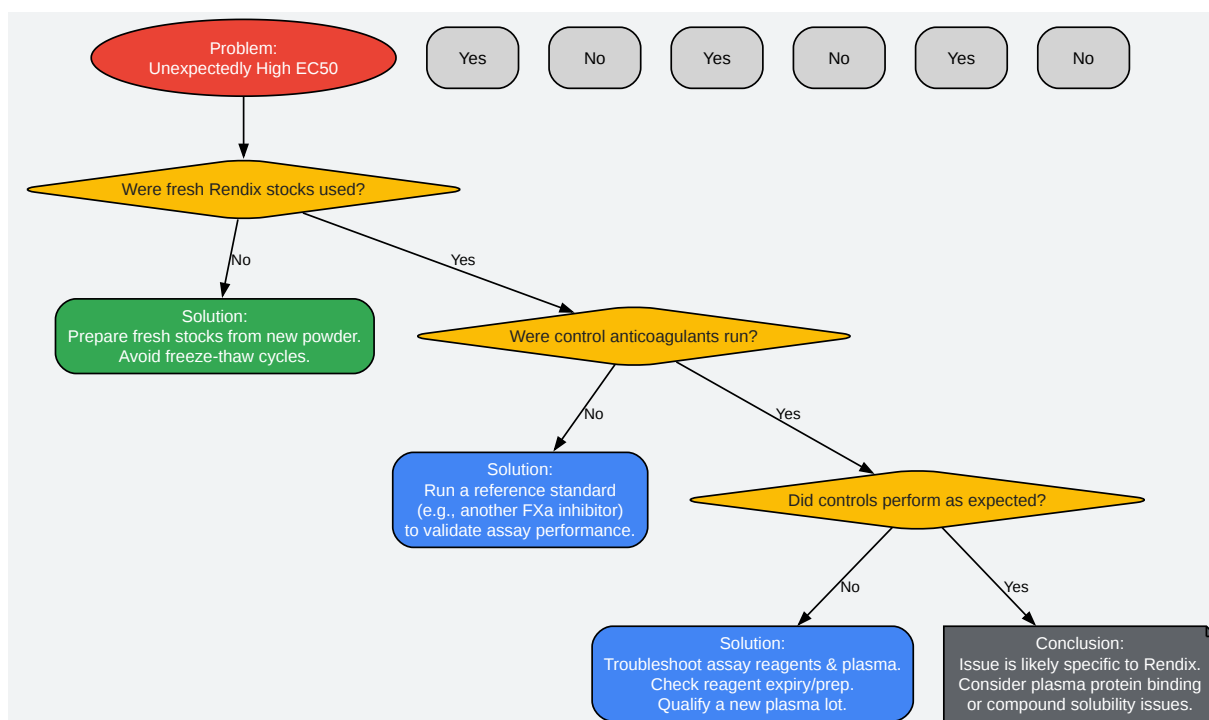 Problem:
Unexpectedly High EC50
Yes
No
Yes
No
Yes
No
Were fresh Rendix stocks used?
No
Yes
Solution:
Prepare fresh stocks from new powder.
Avoid freeze-thaw cycles.
Were control anticoagulants run?
No
Yes
Solution:
Run a reference standard
(e.g., another FXa inhibitor)
to validate assay performance.
Did controls perform as expected?
No
Yes
Solution:
Troubleshoot assay reagents & plasma.
Check reagent expiry/prep.
Qualify a new plasma lot.
Conclusion:
Issue is likely specific to Rendix.
Consider plasma protein binding
or compound solubility issues.